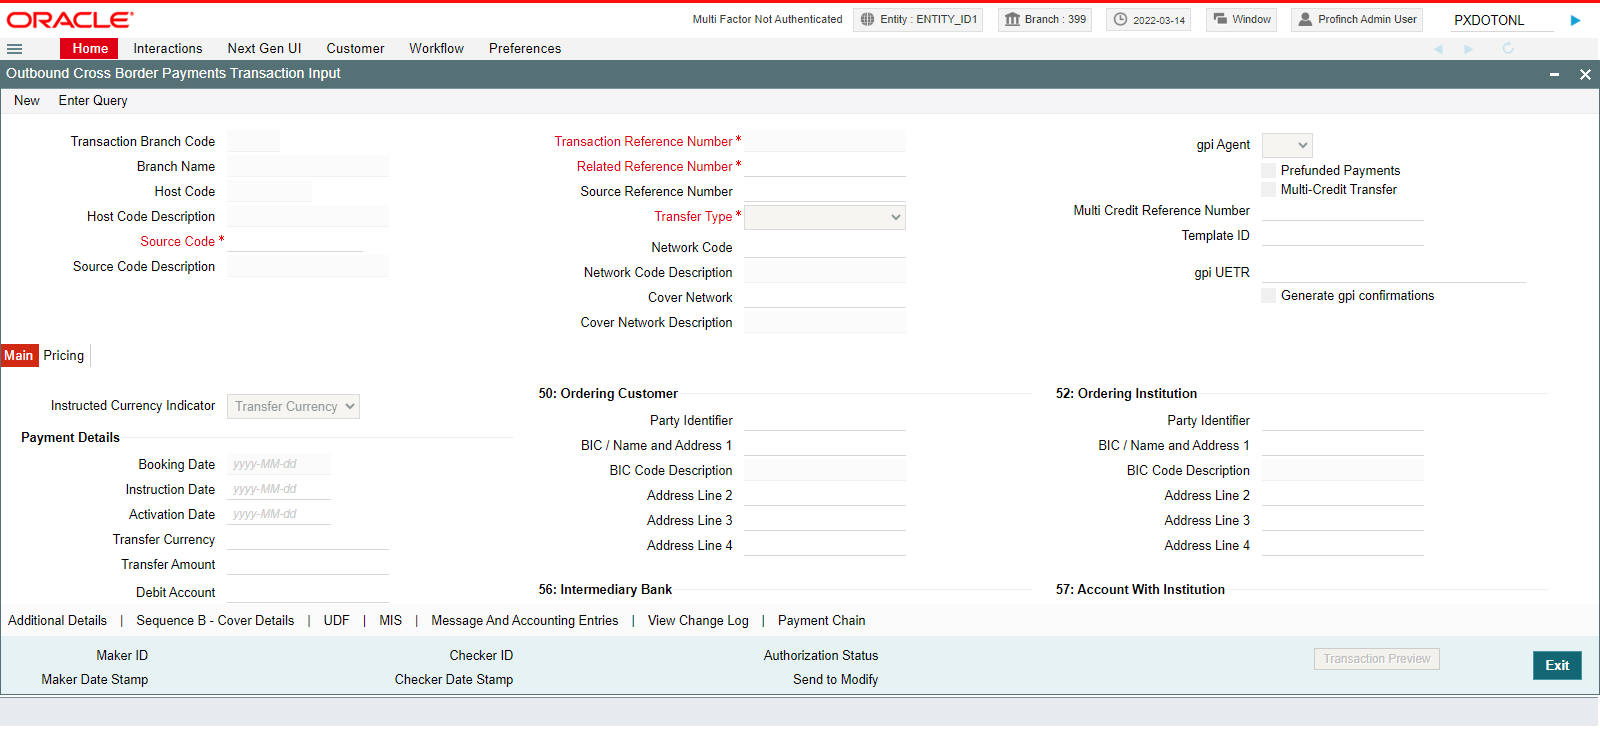 ORACLE
Multi Factor Not Authenticated
Entity : ENTITY_ID1
Branch : 399
2022-03-14
Window
Profinch Admin User
PXDOTONL
Home Interactions Next Gen UI Customer Workflow Preferences
Outbound Cross Border Payments Transaction Input
New Enter Query
Transaction Branch Code
Branch Name
Host Code
Host Code Description
Source Code *
Source Code Description
Transaction Reference Number *
Related Reference Number *
Source Reference Number
Transfer Type *
Network Code
Network Code Description
Cover Network
Cover Network Description
gpi Agent
Prefunded Payments
Multi-Credit Transfer
Multi Credit Reference Number
Template ID
gpi UETR
Generate gpi confirmations
Main Pricing
Instructed Currency Indicator Transfer Currency
Payment Details
Booking Date yyyy-MM-dd
Instruction Date yyyy-MM-dd
Activation Date yyyy-MM-dd
Transfer Currency
Transfer Amount
Debit Account
50: Ordering Customer
Party Identifier
BIC / Name and Address 1
BIC Code Description
Address Line 2
Address Line 3
Address Line 4
56: Intermediary Bank
52: Ordering Institution
Party Identifier
BIC / Name and Address 1
BIC Code Description
Address Line 2
Address Line 3
Address Line 4
57: Account With Institution
Additional Details | Sequence B - Cover Details | UDF | MIS | Message And Accounting Entries | View Change Log | Payment Chain
Maker ID
Maker Date Stamp
Checker ID
Checker Date Stamp
Authorization Status
Send to Modify
Transaction Preview
Exit